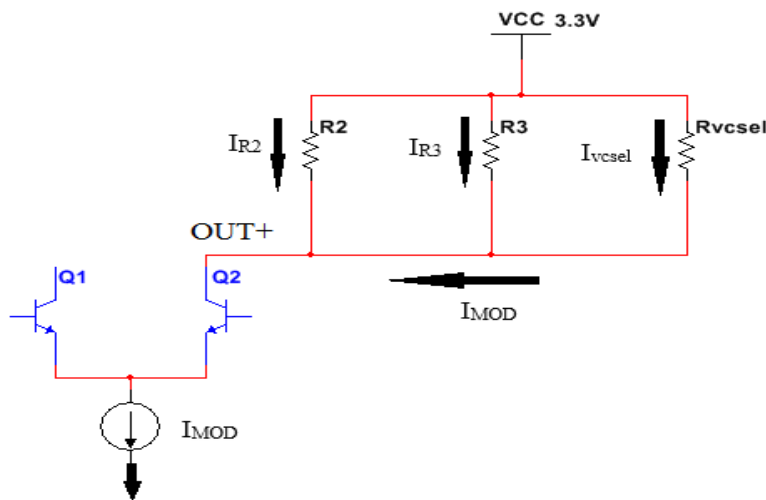 VCC 3.3V
R2
R3
Rvcsel
IR2
IR3
Ivcsel
OUT+
Q1
Q2
IMOD
IMOD